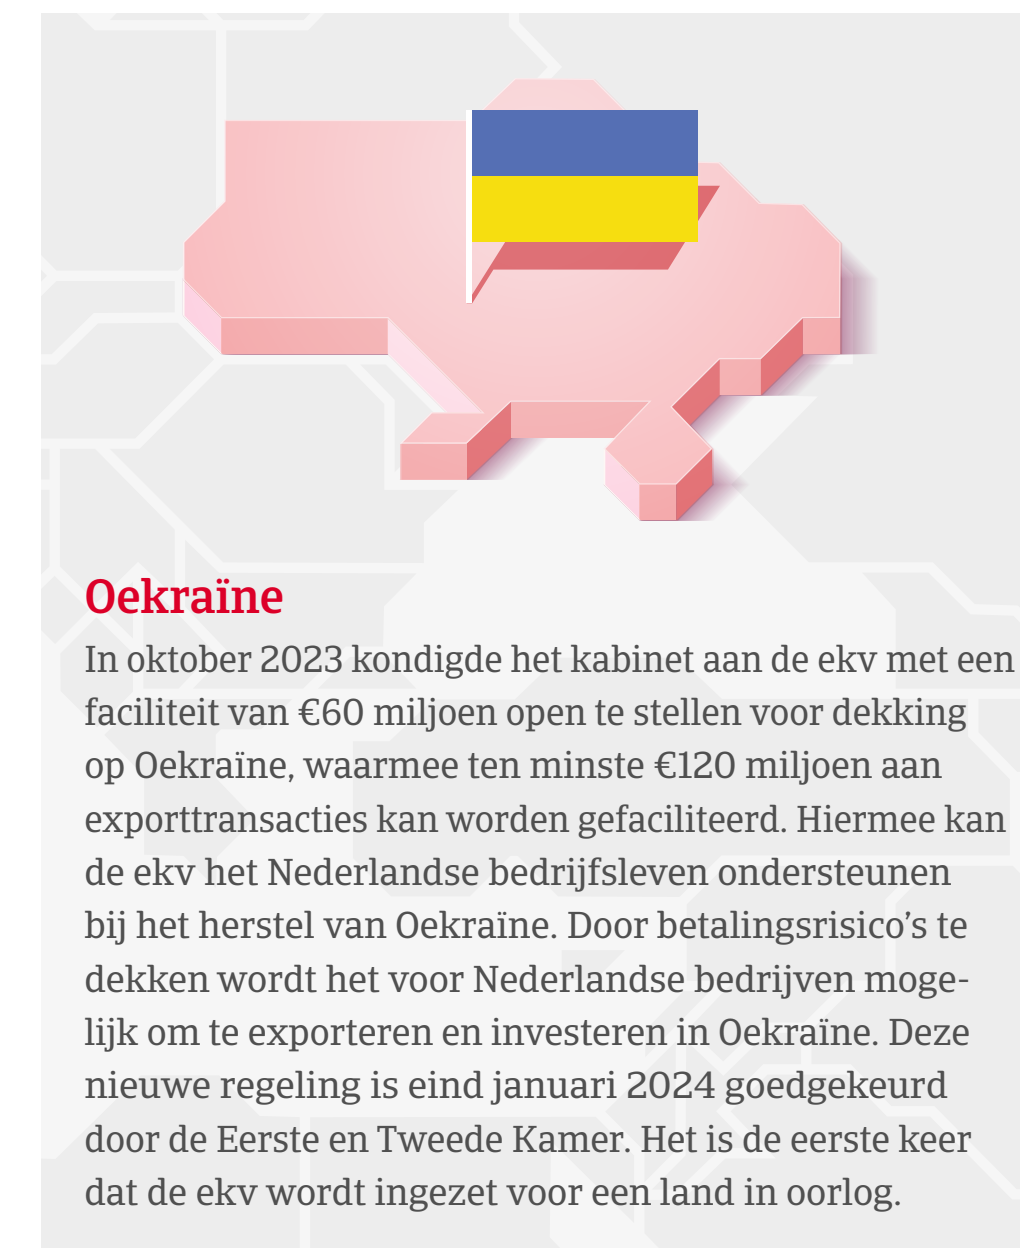 Oekraïne
In oktober 2023 kondigde het kabinet aan de ekv met een
faciliteit van €60 miljoen open te stellen voor dekking
op Oekraïne, waarmee ten minste €120 miljoen aan
exporttransacties kan worden gefaciliteerd. Hiermee kan
de ekv het Nederlandse bedrijfsleven ondersteunen
bij het herstel van Oekraïne. Door betalingsrisico’s te
dekken wordt het voor Nederlandse bedrijven moge-
lijk om te exporteren en investeren in Oekraïne. Deze
nieuwe regeling is eind januari 2024 goedgekeurd
door de Eerste en Tweede Kamer. Het is de eerste keer
dat de ekv wordt ingezet voor een land in oorlog.